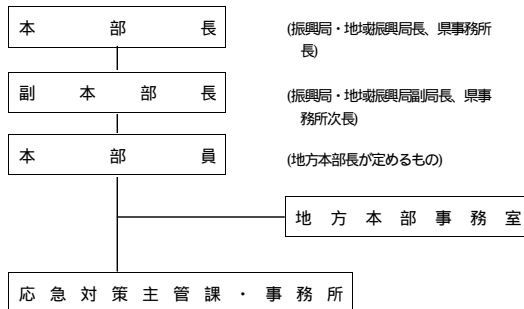 本部長
(振興局・地域振興局長、県事務所
長)
副本部長
(振興局・地域振興局副局長、県事
務所次長)
本部員
(地方本部長が定めるもの)
地方本部事務室
応急対策主管課・事務所